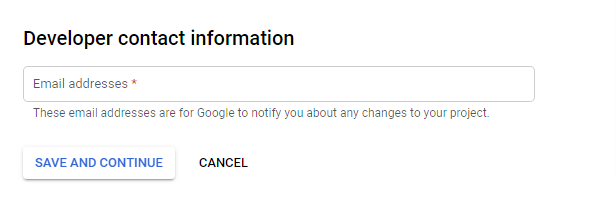 Developer contact information
Email addresses *
These email addresses are for Google to notify you about any changes to your project.
SAVE AND CONTINUE CANCEL